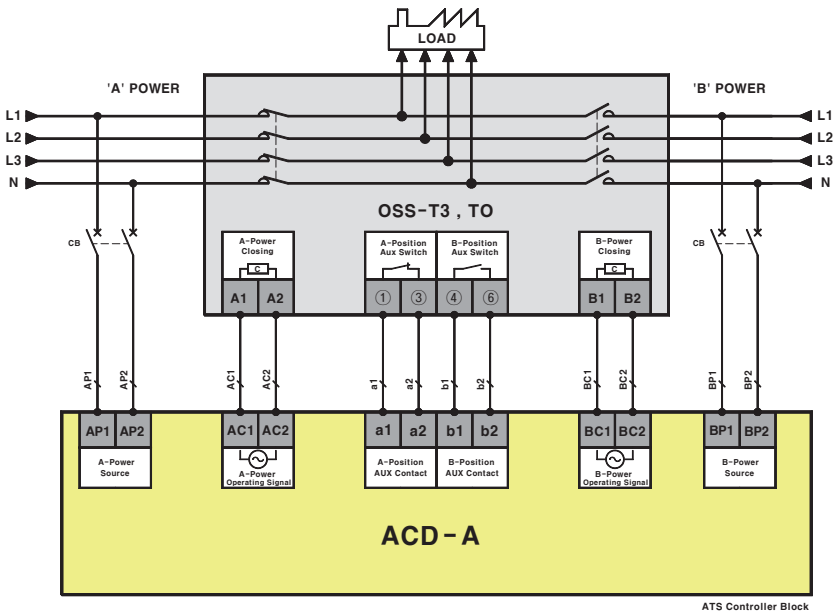 LOAD
'A' POWER
'B' POWER
L1
L1
L2
L2
L3
L3
N
N
OSS-T3 , TO
CB
CB
A-Power
Closing
A-Position
Aux Switch
B-Position
Aux Switch
B-Power
Closing
C
C
A1
A2
①
③
④
⑥
B1
B2
AP1
AP2
AC1
AC2
a1
a2
b1
b2
BC1
BC2
BP1
BP2
AP1
AP2
AC1
AC2
a1
a2
b1
b2
BC1
BC2
BP1
BP2
A-Power
Source
A-Power
Operating Signal
A-Position
AUX Contact
B-Position
AUX Contact
B-Power
Operating Signal
B-Power
Source
ACD-A
ATS Controller Block